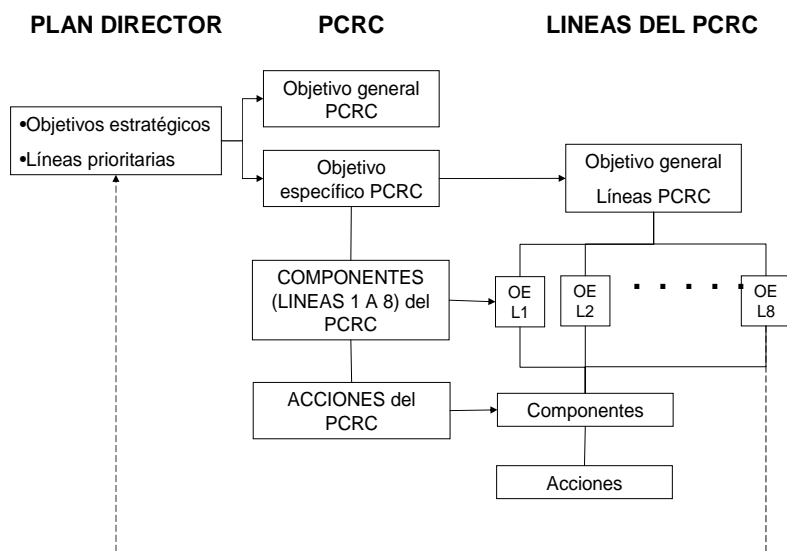 PLAN DIRECTOR
PCRC
LINEAS DEL PCRC
•Objetivos estratégicos
•Líneas prioritarias
Objetivo general
PCRC
Objetivo
específico PCRC
Objetivo general
Líneas PCRC
COMPONENTES
(LINEAS 1 A 8) del
PCRC
OE
L1
OE
L2
. . . . .
OE
L8
ACCIONES del
PCRC
Componentes
Acciones